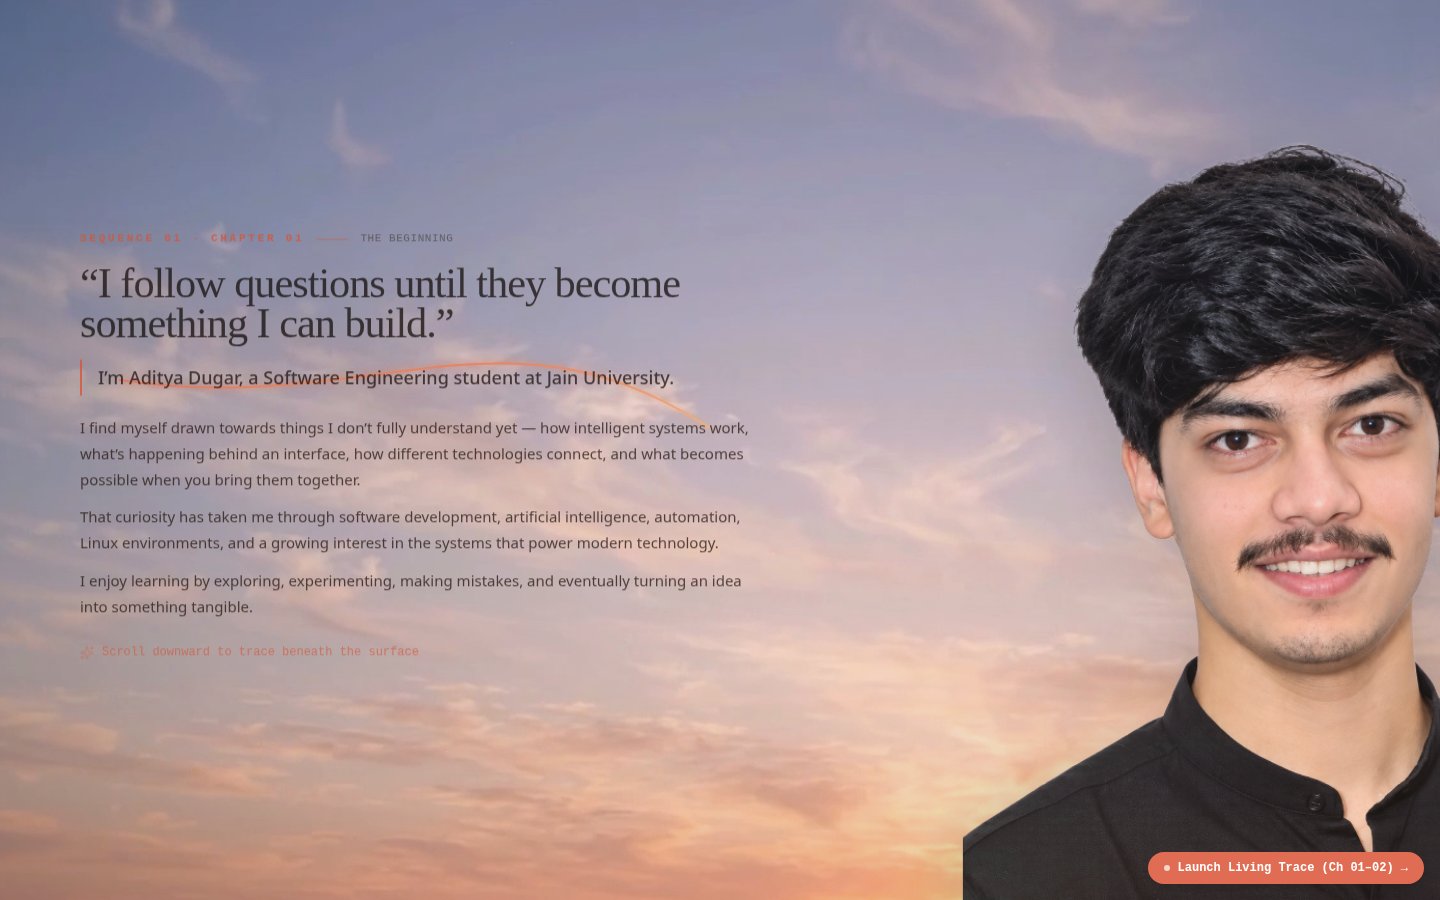 SEQUENCE 01 · CHAPTER 01 THE BEGINNING
“I follow questions until they become
something I can build.”
I’m Aditya Dugar, a Software Engineering student at Jain University.
I find myself drawn towards things I don’t fully understand yet — how intelligent systems work,
what’s happening behind an interface, how different technologies connect, and what becomes
possible when you bring them together.
That curiosity has taken me through software development, artificial intelligence, automation,
Linux environments, and a growing interest in the systems that power modern technology.
I enjoy learning by exploring, experimenting, making mistakes, and eventually turning an idea
into something tangible.
Scroll downward to trace beneath the surface
Launch Living Trace (Ch 01–02) →